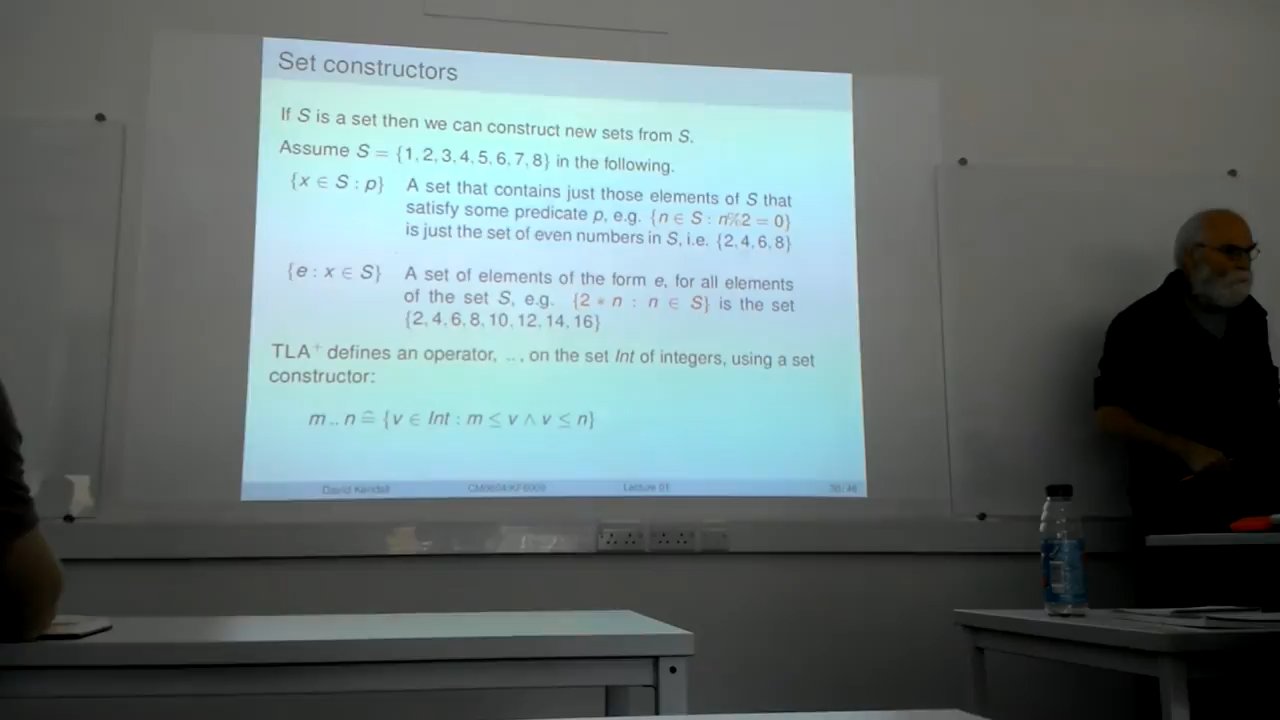 Set constructors
If S is a set then we can construct new sets from S.
Assume S = {1, 2, 3, 4, 5, 6, 7, 8} in the following.
{x ∈ S : p} A set that contains just those elements of S that
satisfy some predicate p, e.g. {n ∈ S : n%2 = 0}
is just the set of even numbers in S, i.e. {2, 4, 6, 8}
{e : x ∈ S} A set of elements of the form e, for all elements
of the set S, e.g. {2 * n : n ∈ S} is the set
{2, 4, 6, 8, 10, 12, 14, 16}
TLA⁺ defines an operator, .. , on the set Int of integers, using a set
constructor:
m .. n ≙ {v ∈ Int : m ≤ v ∧ v ≤ n}
David Kendall Lecture 01